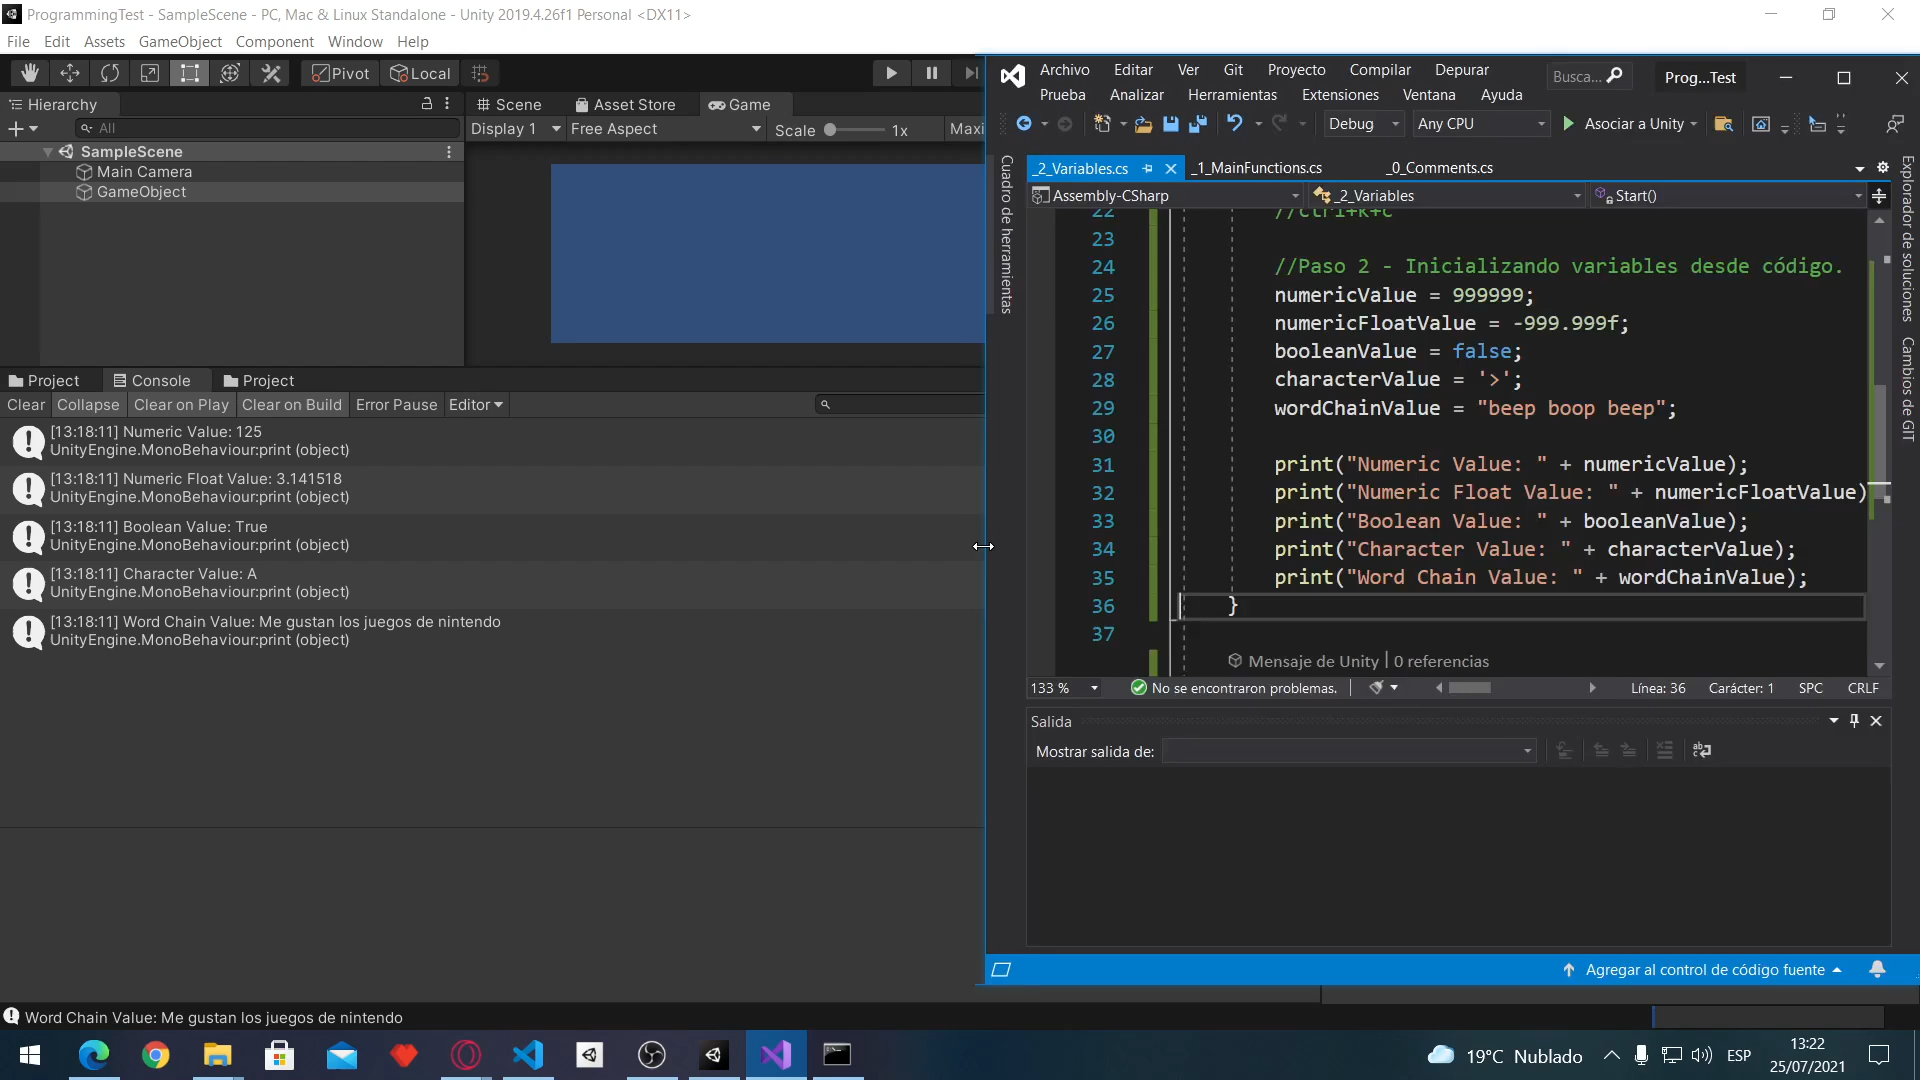 ProgrammingTest - SampleScene - PC, Mac & Linux Standalone - Unity 2019.4.26f1 Personal <DX11>
File Edit Assets GameObject Component Window Help
Pivot Local
Hierarchy
All
SampleScene
Main Camera
GameObject
Scene Asset Store Game
Display 1 Free Aspect Scale 1x Maxi
Project Console Project
Clear Collapse Clear on Play Clear on Build Error Pause Editor
[13:18:11] Numeric Value: 125
UnityEngine.MonoBehaviour:print (object)
[13:18:11] Numeric Float Value: 3.141518
UnityEngine.MonoBehaviour:print (object)
[13:18:11] Boolean Value: True
UnityEngine.MonoBehaviour:print (object)
[13:18:11] Character Value: A
UnityEngine.MonoBehaviour:print (object)
[13:18:11] Word Chain Value: Me gustan los juegos de nintendo
UnityEngine.MonoBehaviour:print (object)
Word Chain Value: Me gustan los juegos de nintendo
Archivo Editar Ver Git Proyecto Compilar Depurar
Busca... Prog...Test
Prueba Analizar Herramientas Extensiones Ventana Ayuda
Debug Any CPU Asociar a Unity
Cuadro de herramientas
_2_Variables.cs _1_MainFunctions.cs _0_Comments.cs
Assembly-CSharp _2_Variables Start()
22 //ctrl+k+c
23
24 //Paso 2 - Inicializando variables desde código.
25 numericValue = 999999;
26 numericFloatValue = -999.999f;
27 booleanValue = false;
28 characterValue = '>';
29 wordChainValue = "beep boop beep";
30
31 print("Numeric Value: " + numericValue);
32 print("Numeric Float Value: " + numericFloatValue)
33 print("Boolean Value: " + booleanValue);
34 print("Character Value: " + characterValue);
35 print("Word Chain Value: " + wordChainValue);
36 }
37
Mensaje de Unity | 0 referencias
133 % No se encontraron problemas. Línea: 36 Carácter: 1 SPC CRLF
Explorador de soluciones
Cambios de GIT
Salida
Mostrar salida de:
Agregar al control de código fuente
19°C Nublado ESP
13:22
25/07/2021